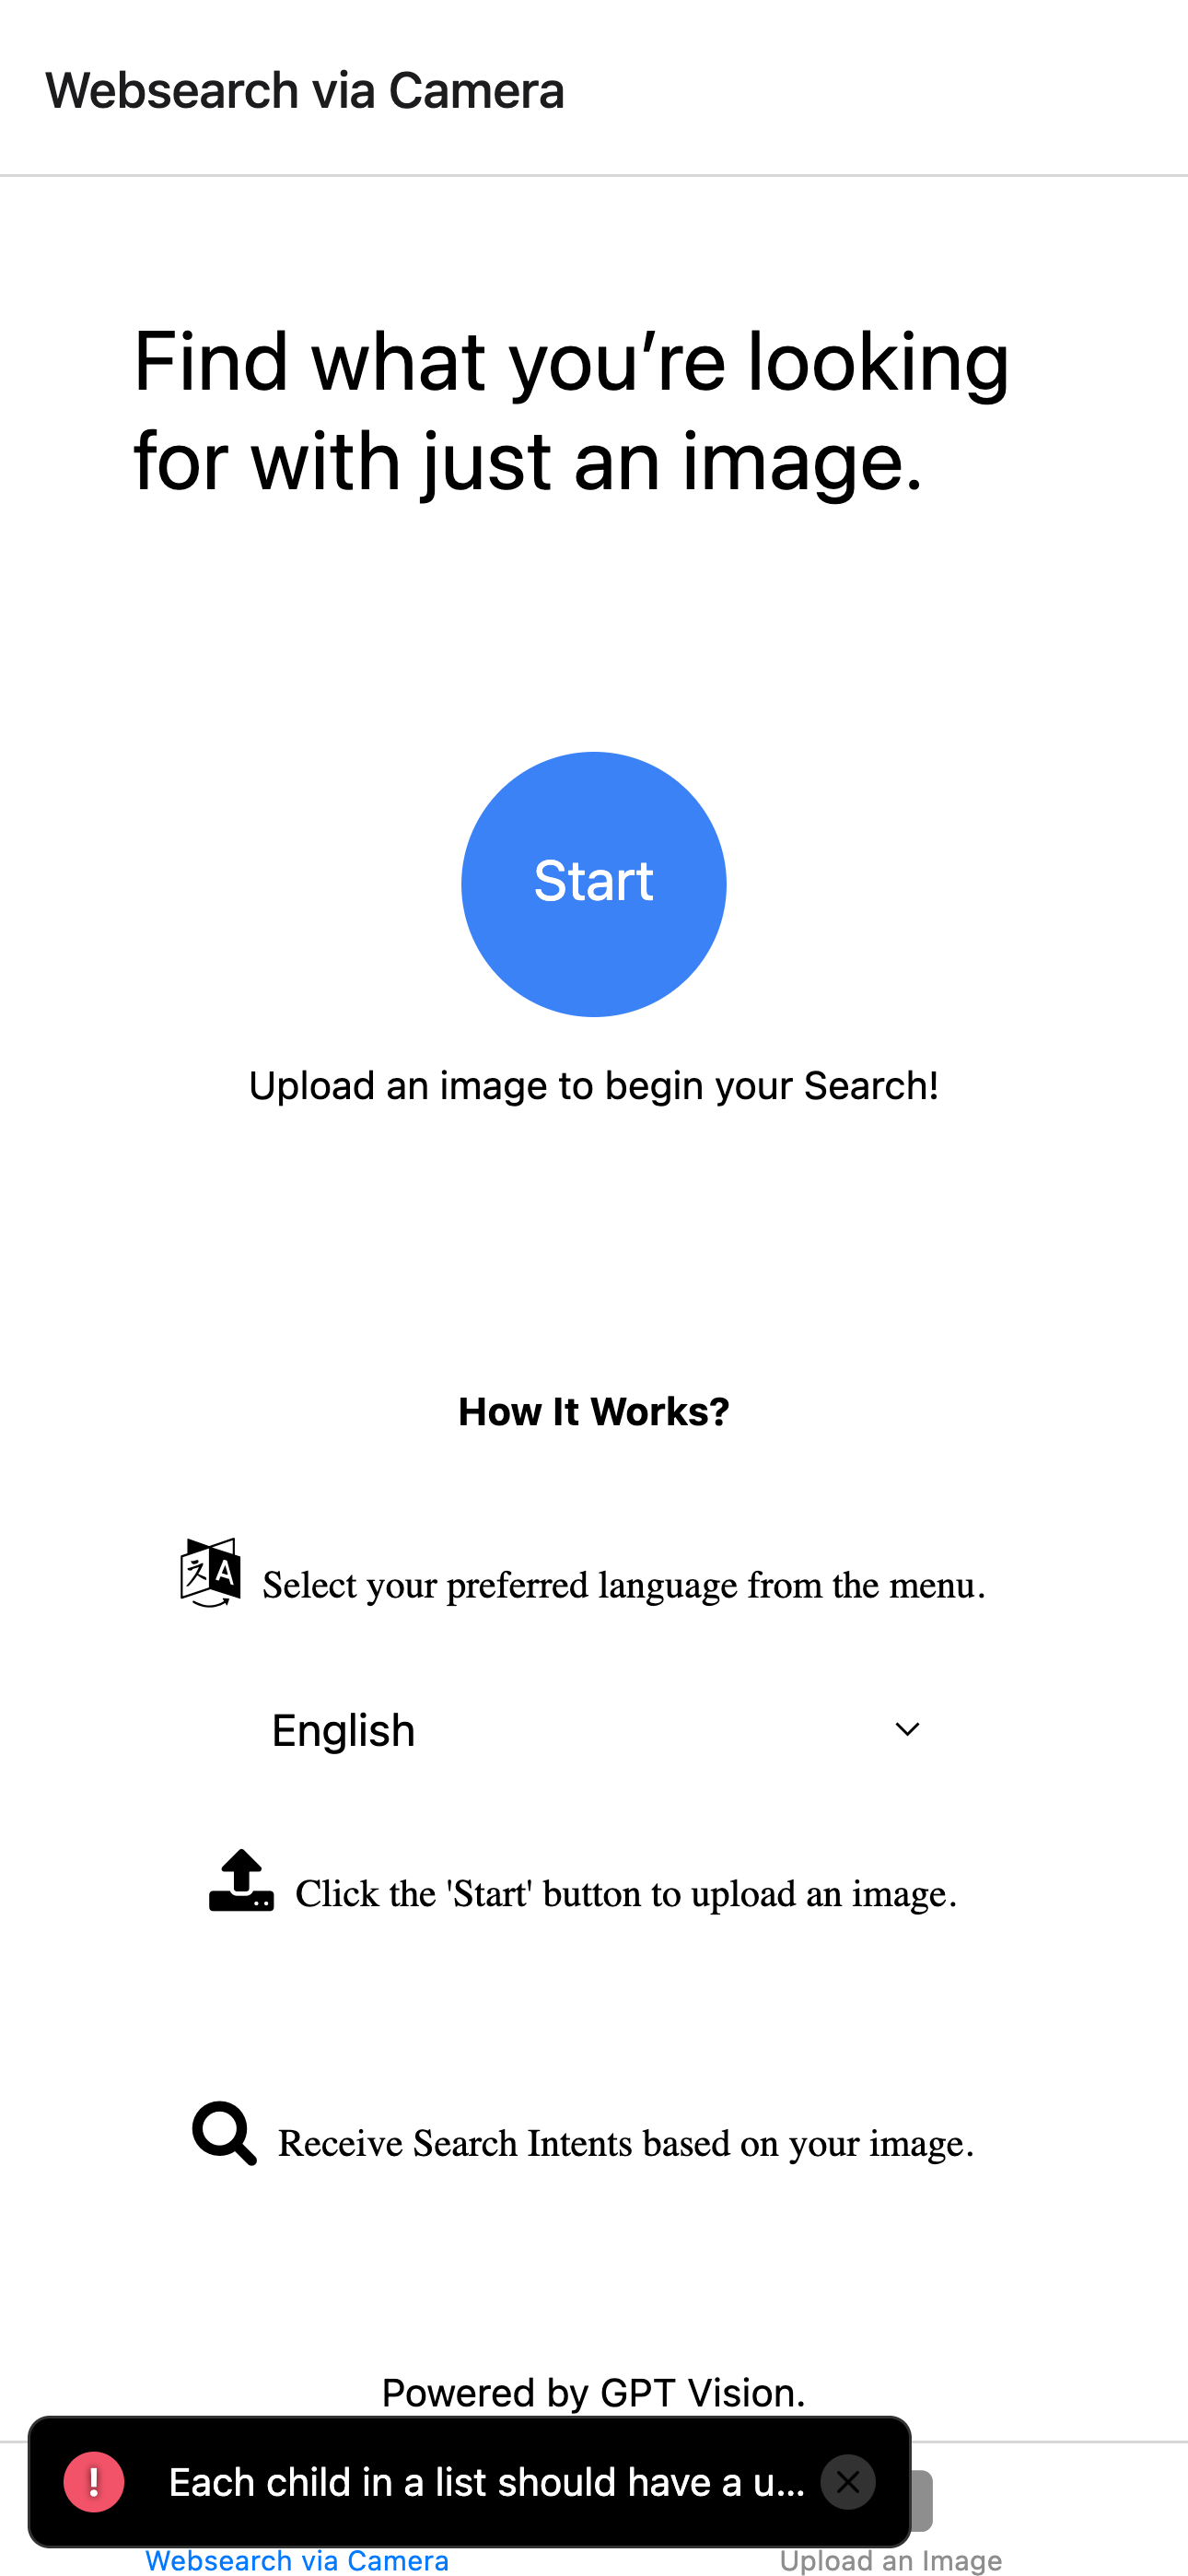 Websearch via Camera
Find what you’re looking
for with just an image.
Start
Upload an image to begin your Search!
How It Works?
Select your preferred language from the menu.
English
Click the 'Start' button to upload an image.
Receive Search Intents based on your image.
Powered by GPT Vision.
! Each child in a list should have a u...
Websearch via Camera
Upload an Image